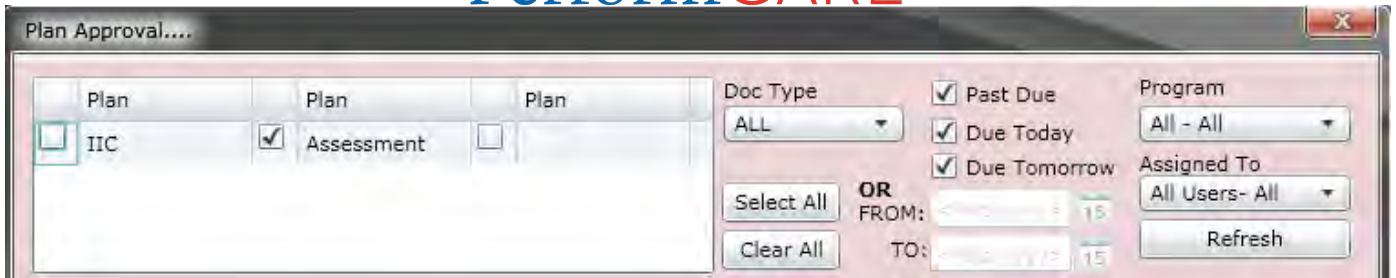 PerformCARE
Plan Approval....
X
Plan Plan Plan
IIC Assessment
Doc Type
ALL
Select All
Clear All
Past Due
Due Today
Due Tomorrow
OR
FROM: 15
TO: 15
Program
All - All
Assigned To
All Users- All
Refresh